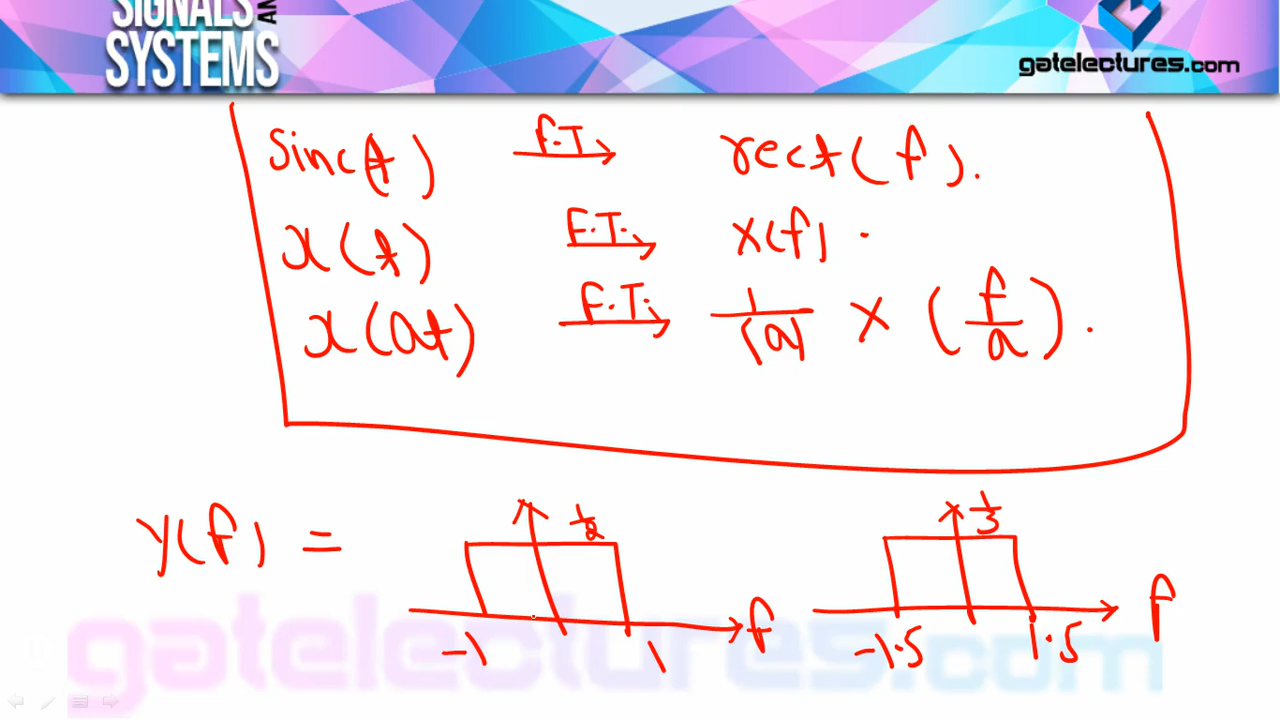 SIGNALS AND
SYSTEMS
gatelectures.com
Sinc(t) F.T. → rect(f).
x(t) F.T. → X(f).
x(at) F.T. → 1/|a| X(f/a).
Y(f) =
1/2
-1 1 f
1/3
-1.5 1.5 f
gatelectures.com